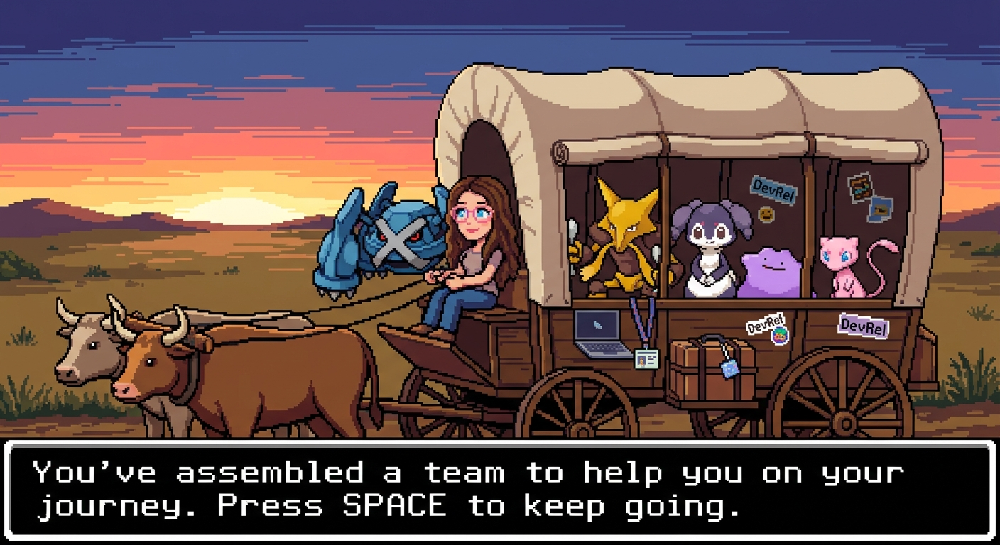 DevRel
DevRel
DevRel
You've assembled a team to help you on your
journey. Press SPACE to keep going.